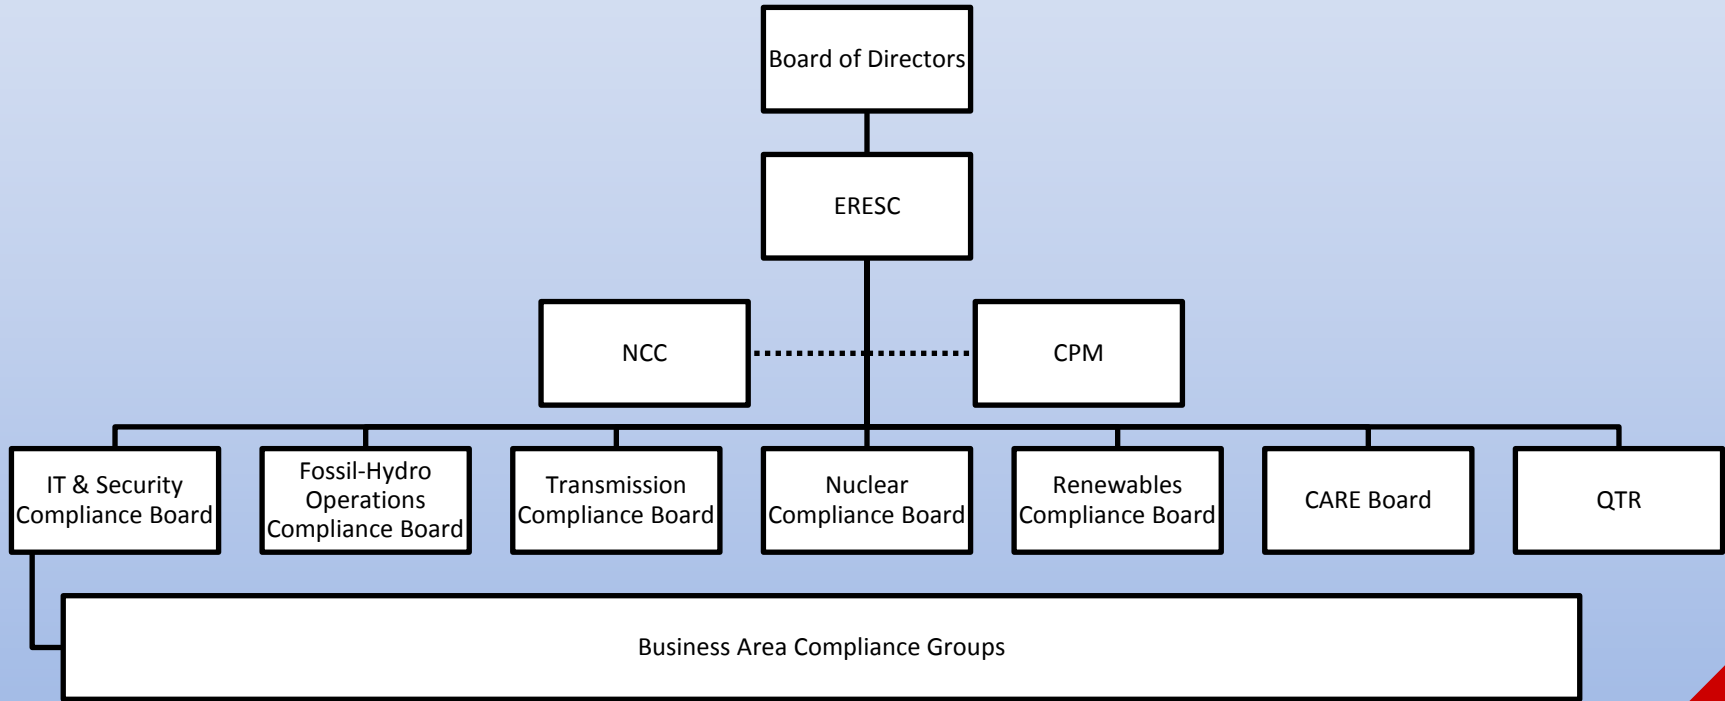 Board of Directors
ERESC
NCC
CPM
IT & Security
Compliance Board
Fossil-Hydro
Operations
Compliance Board
Transmission
Compliance Board
Nuclear
Compliance Board
Renewables
Compliance Board
CARE Board
QTR
Business Area Compliance Groups